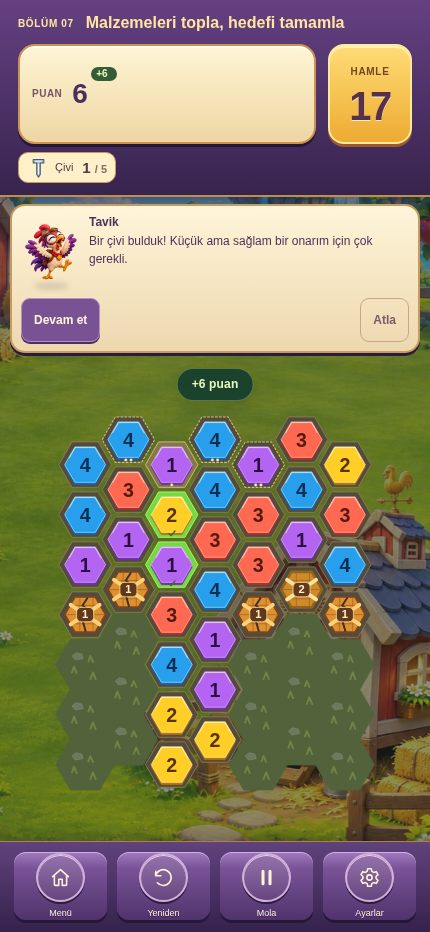 BÖLÜM 07 Malzemeleri topla, hedefi tamamla
PUAN 6 +6
HAMLE
17
Çivi 1 / 5
Tavik
Bir çivi bulduk! Küçük ama sağlam bir onarım için çok
gerekli.
Devam et Atla
+6 puan
4 4 3
4 1 1 2
3 4 4
4 2 3 3
1 3 1
1 1 3 4
1 4 2
1 3 1 1
1
4
1
2
2
2
Menü Yeniden Mola Ayarlar